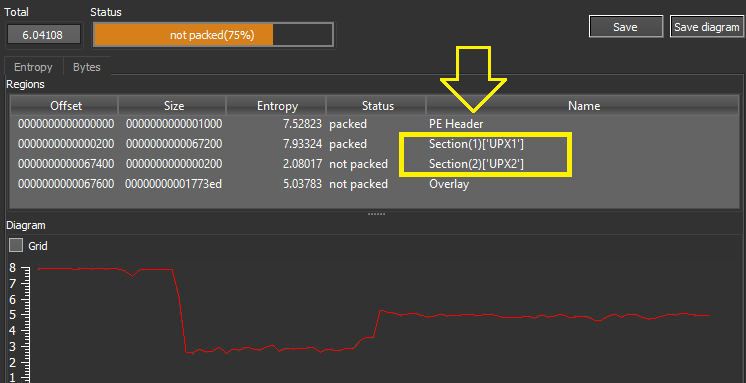 Total
Status
6.04108
not packed(75%)
Save
Save diagram
Entropy
Bytes
Regions
Offset Size Entropy Status Name
0000000000000000 0000000000001000 7.52823 packed PE Header
0000000000000200 0000000000067200 7.93324 packed Section(1)['UPX1']
0000000000067400 0000000000000200 2.08017 not packed Section(2)['UPX2']
0000000000067600 00000000001773ed 5.03783 not packed Overlay
Diagram
Grid
8
7
6
5
4
3
2
1